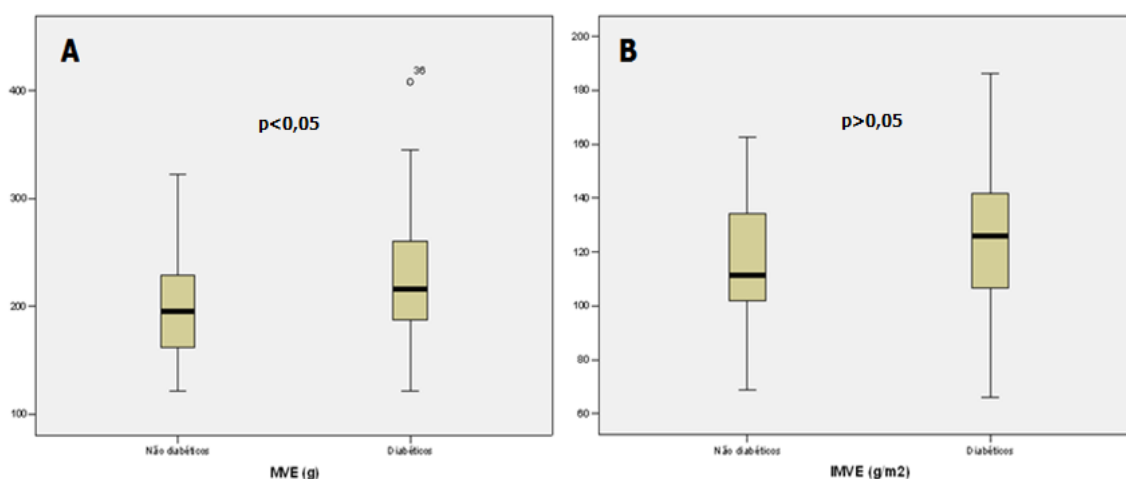 A
p<0,05
36
400
300
200
100
Não diabéticos
Diabéticos
MVE (g)
B
p>0,05
200
180
160
140
120
100
80
60
Não diabéticos
Diabéticos
IMVE (g/m2)